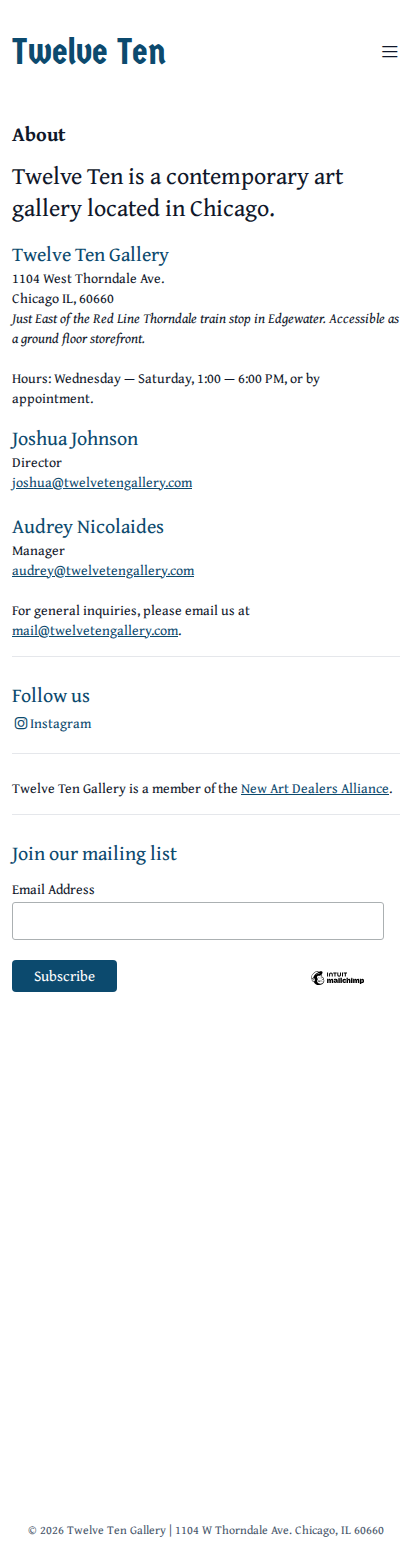 Twelve Ten
About
Twelve Ten is a contemporary art
gallery located in Chicago.
Twelve Ten Gallery
1104 West Thorndale Ave.
Chicago IL, 60660
Just East of the Red Line Thorndale train stop in Edgewater. Accessible as
a ground floor storefront.
Hours: Wednesday — Saturday, 1:00 — 6:00 PM, or by
appointment.
Joshua Johnson
Director
joshua@twelvetengallery.com
Audrey Nicolaides
Manager
audrey@twelvetengallery.com
For general inquiries, please email us at
mail@twelvetengallery.com.
Follow us
Instagram
Twelve Ten Gallery is a member of the New Art Dealers Alliance.
Join our mailing list
Email Address
Subscribe
INTUIT
mailchimp
© 2026 Twelve Ten Gallery | 1104 W Thorndale Ave. Chicago, IL 60660